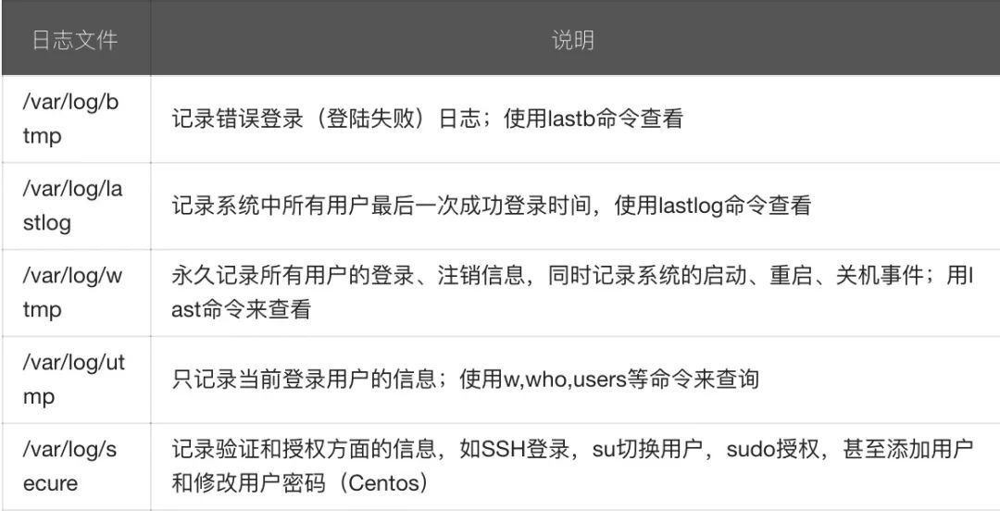 日志文件 说明
/var/log/b
tmp
记录错误登录（登陆失败）日志；使用lastb命令查看
/var/log/la
stlog
记录系统中所有用户最后一次成功登录时间，使用lastlog命令查看
/var/log/w
tmp
永久记录所有用户的登录、注销信息，同时记录系统的启动、重启、关机事件；用l
ast命令来查看
/var/log/ut
mp
只记录当前登录用户的信息；使用w,who,users等命令来查询
/var/log/s
ecure
记录验证和授权方面的信息，如SSH登录，su切换用户，sudo授权，甚至添加用户
和修改用户密码（Centos）